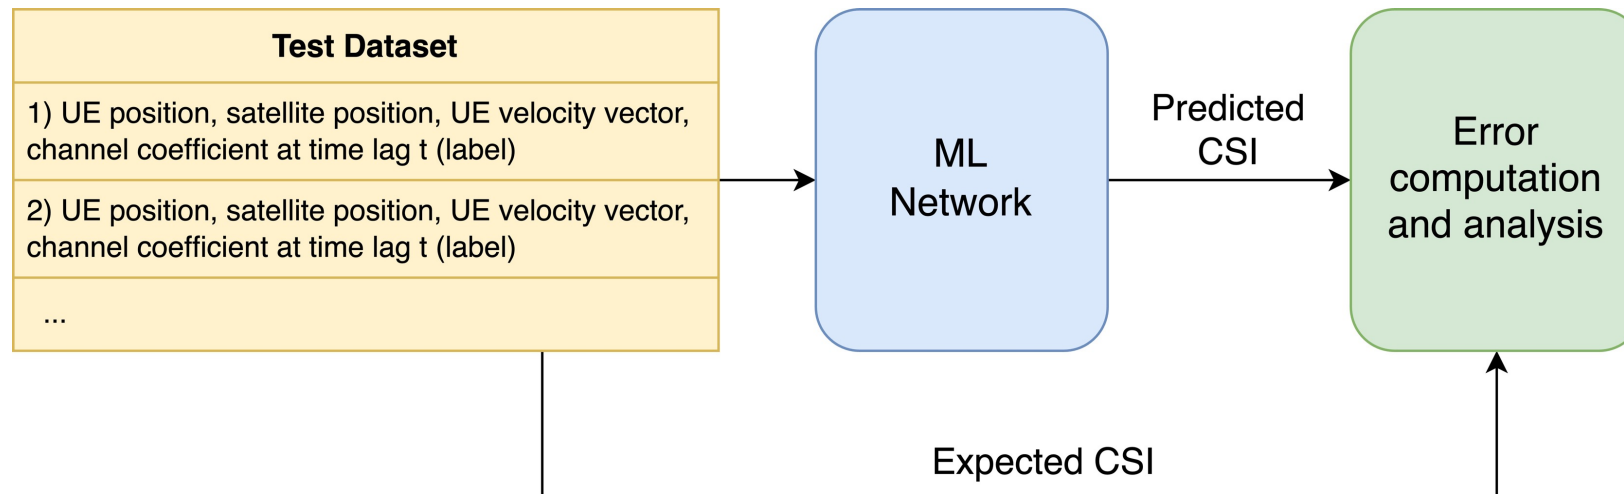 Test Dataset
1) UE position, satellite position, UE velocity vector,
channel coefficient at time lag t (label)
2) UE position, satellite position, UE velocity vector,
channel coefficient at time lag t (label)
...
ML
Network
Predicted
CSI
Error
computation
and analysis
Expected CSI